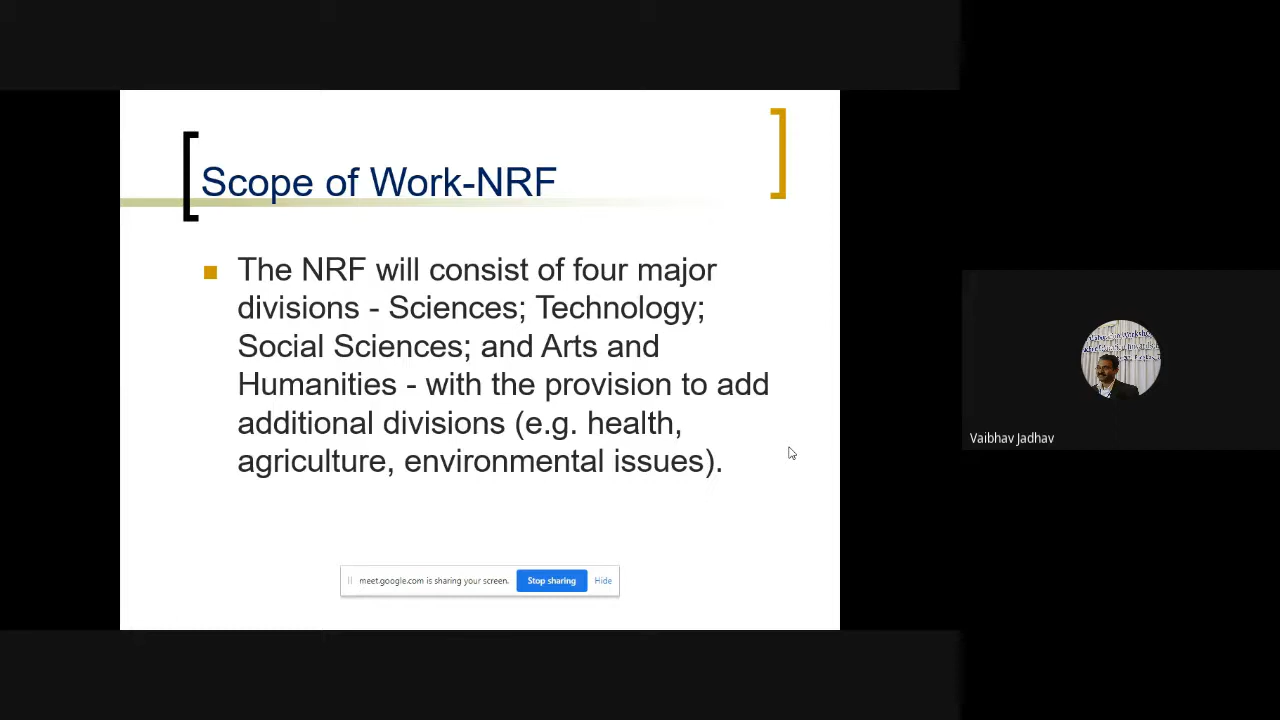 Scope of Work-NRF
The NRF will consist of four major
divisions - Sciences; Technology;
Social Sciences; and Arts and
Humanities - with the provision to add
additional divisions (e.g. health,
agriculture, environmental issues).
meet.google.com is sharing your screen. Stop sharing Hide
Vaibhav Jadhav